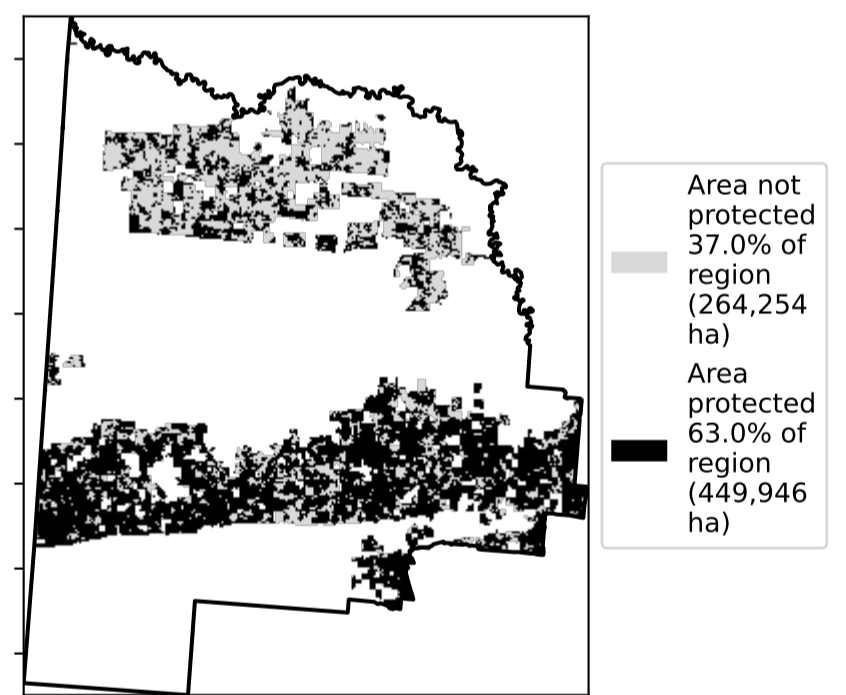 Area not
protected
37.0% of
region
(264,254
ha)
Area
protected
63.0% of
region
(449,946
ha)